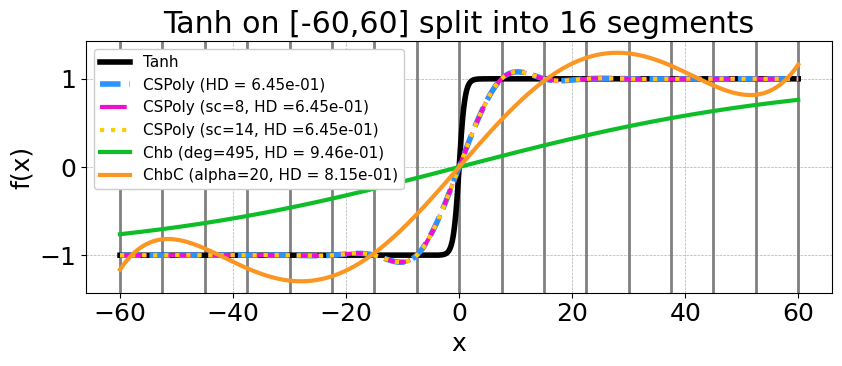 Tanh on [-60,60] split into 16 segments
Tanh
CSPoly (HD = 6.45e-01)
CSPoly (sc=8, HD =6.45e-01)
CSPoly (sc=14, HD =6.45e-01)
Chb (deg=495, HD = 9.46e-01)
ChbC (alpha=20, HD = 8.15e-01)
f(x)
1
0
−1
−60 −40 −20 0 20 40 60
x